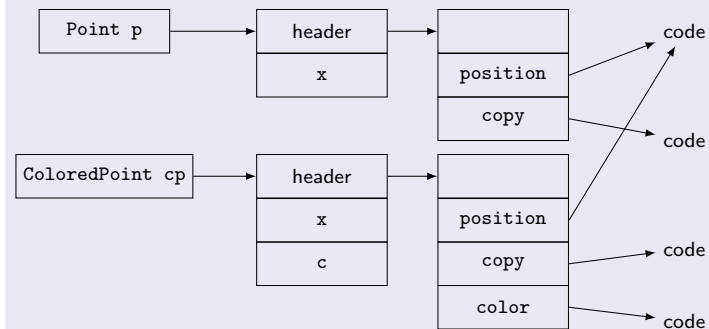 Point p header code
x position
copy
code
ColoredPoint cp header
x position
c copy code
color
code